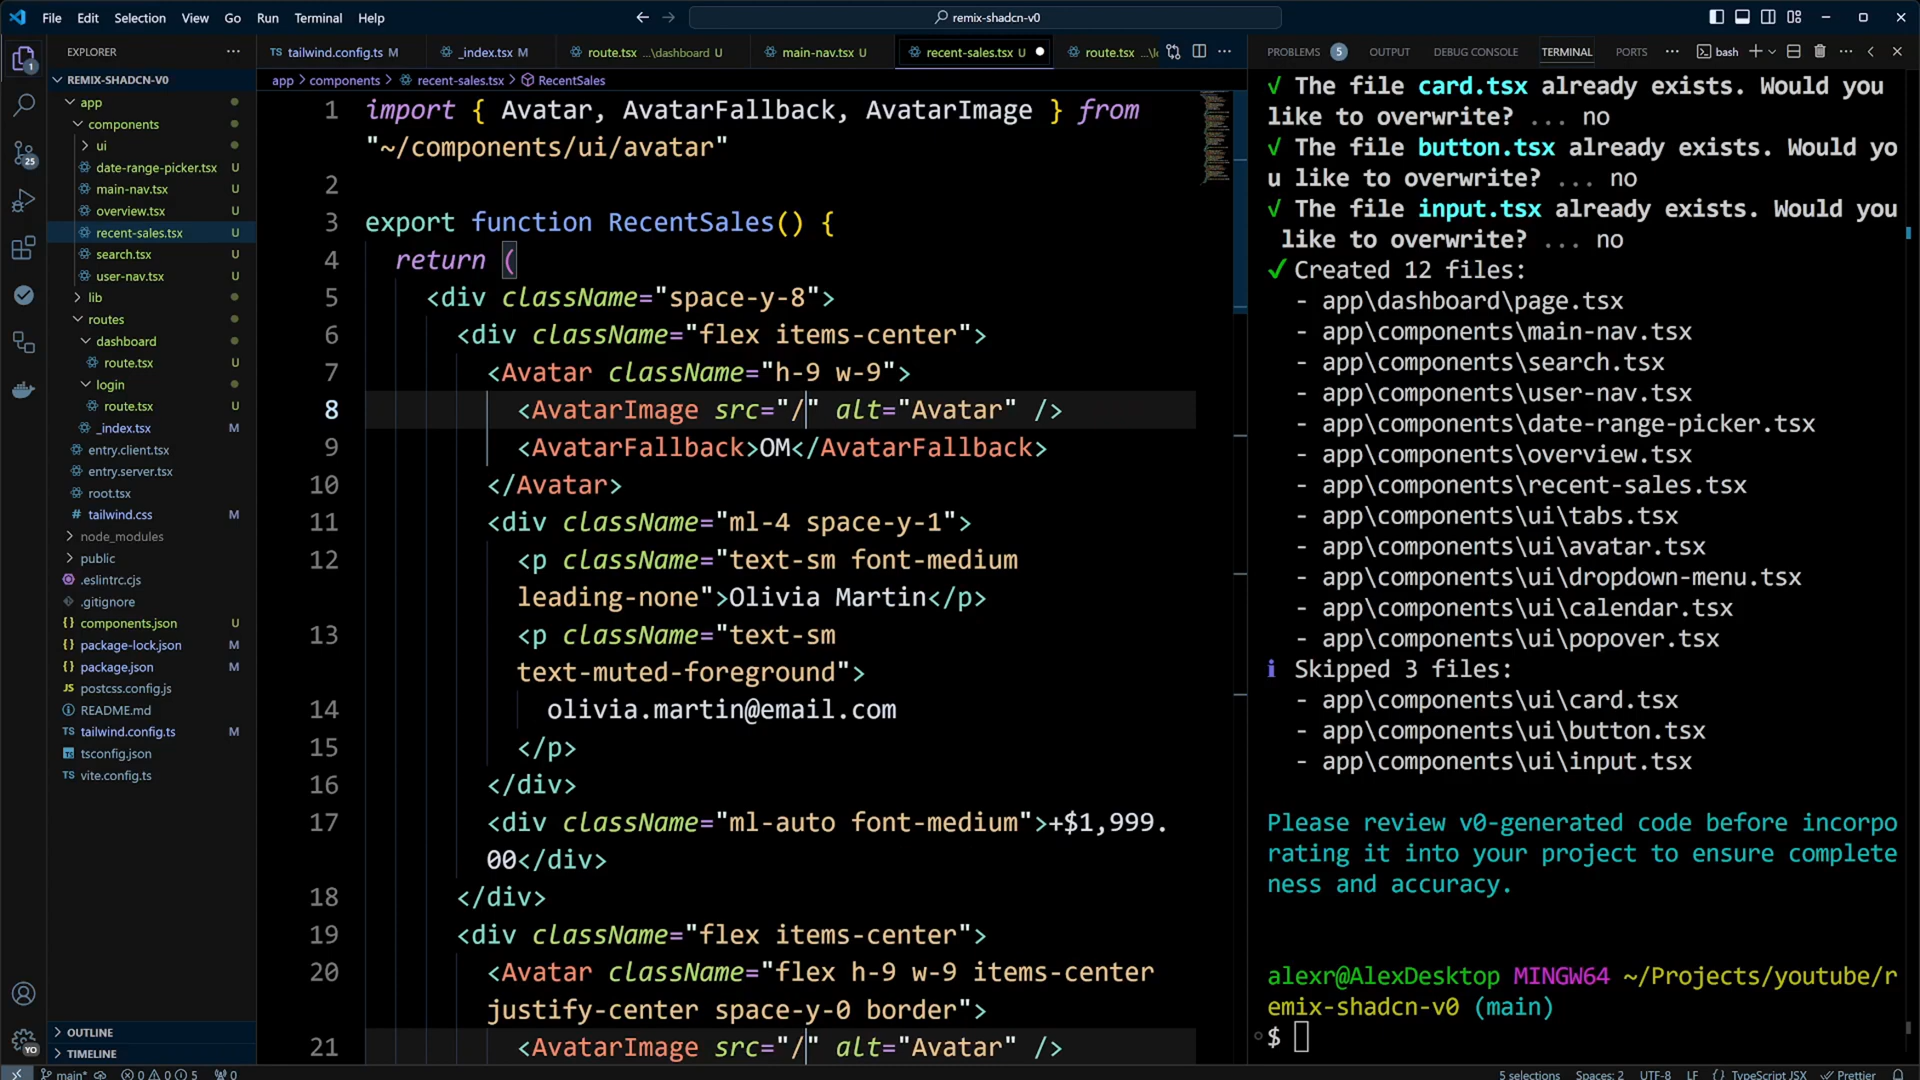 File Edit Selection View Go Run Terminal Help
remix-shadcn-v0
EXPLORER
REMIX-SHADCN-V0
app
components
ui
date-range-picker.tsx U
main-nav.tsx U
overview.tsx U
recent-sales.tsx U
search.tsx U
user-nav.tsx U
lib
routes
dashboard
route.tsx U
login
route.tsx U
_index.tsx M
entry.client.tsx
entry.server.tsx
root.tsx
# tailwind.css M
node_modules
public
.eslintrc.cjs
.gitignore
{} components.json U
{} package-lock.json M
{} package.json M
JS postcss.config.js
README.md
TS tailwind.config.ts M
tsconfig.json
TS vite.config.ts
OUTLINE
TIMELINE
1
25
YO
TS tailwind.config.ts M
_index.tsx M
route.tsx ...\dashboard U
main-nav.tsx U
recent-sales.tsx U
route.tsx ...\lo
app > components > recent-sales.tsx > RecentSales
1 import { Avatar, AvatarFallback, AvatarImage } from
"~/components/ui/avatar"
2
3 export function RecentSales() {
4 return (
5 <div className="space-y-8">
6 <div className="flex items-center">
7 <Avatar className="h-9 w-9">
8 <AvatarImage src="/" alt="Avatar" />
9 <AvatarFallback>OM</AvatarFallback>
10 </Avatar>
11 <div className="ml-4 space-y-1">
12 <p className="text-sm font-medium
leading-none">Olivia Martin</p>
13 <p className="text-sm
text-muted-foreground">
14 olivia.martin@email.com
15 </p>
16 </div>
17 <div className="ml-auto font-medium">+$1,999.
00</div>
18 </div>
19 <div className="flex items-center">
20 <Avatar className="flex h-9 w-9 items-center
justify-center space-y-0 border">
21 <AvatarImage src="/" alt="Avatar" />
PROBLEMS 5 OUTPUT DEBUG CONSOLE TERMINAL PORTS
bash
√ The file card.tsx already exists. Would you
like to overwrite? ... no
√ The file button.tsx already exists. Would yo
u like to overwrite? ... no
√ The file input.tsx already exists. Would you
like to overwrite? ... no
✓ Created 12 files:
- app\dashboard\page.tsx
- app\components\main-nav.tsx
- app\components\search.tsx
- app\components\user-nav.tsx
- app\components\date-range-picker.tsx
- app\components\overview.tsx
- app\components\recent-sales.tsx
- app\components\ui\tabs.tsx
- app\components\ui\avatar.tsx
- app\components\ui\dropdown-menu.tsx
- app\components\ui\calendar.tsx
- app\components\ui\popover.tsx
i Skipped 3 files:
- app\components\ui\card.tsx
- app\components\ui\button.tsx
- app\components\ui\input.tsx
Please review v0-generated code before incorpo
rating it into your project to ensure complete
ness and accuracy.
alexr@AlexDesktop MINGW64 ~/Projects/youtube/r
emix-shadcn-v0 (main)
$
main* 0 0 5 0
5 selections Spaces: 2 UTF-8 LF {} TypeScript JSX Prettier